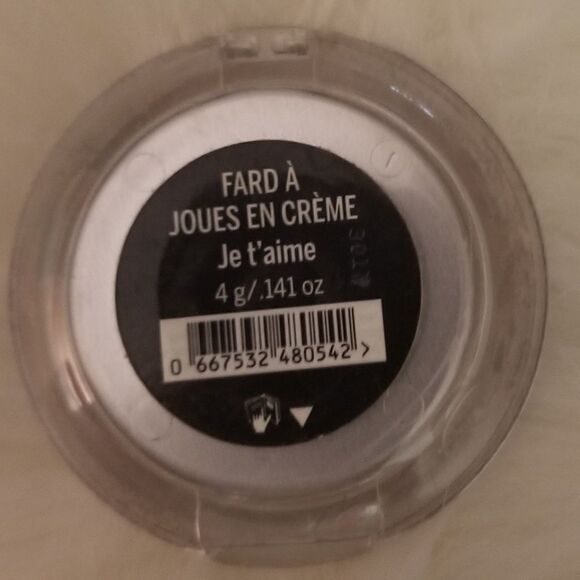 FARD À
JOUES EN CRÈME
Je t'aime
4 g/.141 oz
0 667532 480542 >